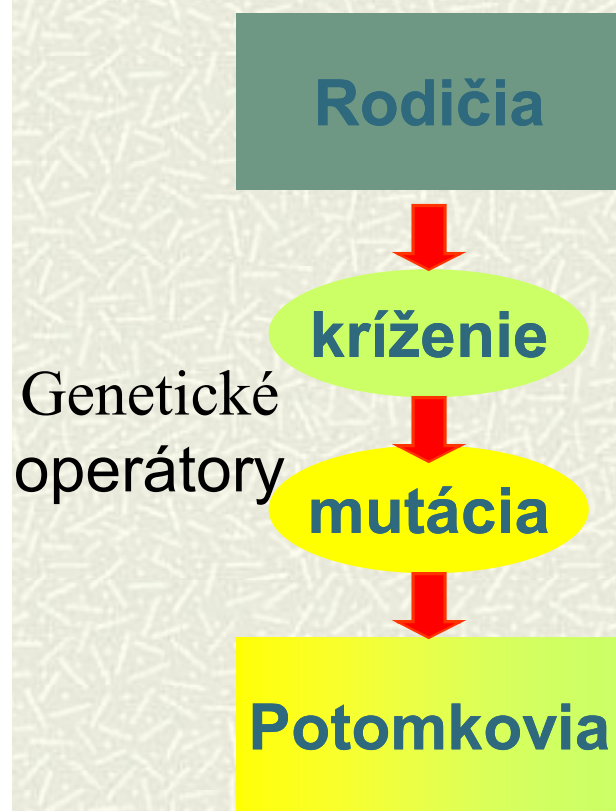 Rodičia
kríženie
Genetické
operátory
mutácia
Potomkovia